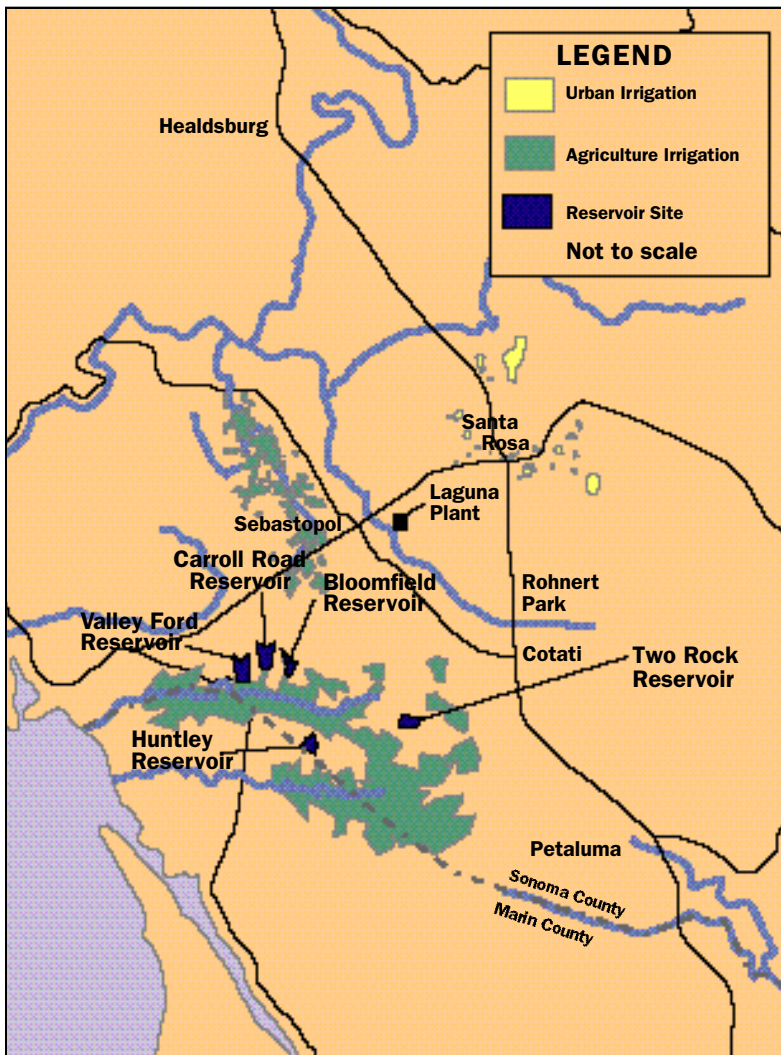 LEGEND
Urban Irrigation
Agriculture Irrigation
Reservoir Site
Not to scale
Healdsburg
Santa
Rosa
Laguna
Plant
Sebastopol
Carroll Road
Reservoir
Bloomfield
Reservoir
Rohnert
Park
Valley Ford
Reservoir
Cotati
Two Rock
Reservoir
Huntley
Reservoir
Petaluma
Sonoma County
Marin County